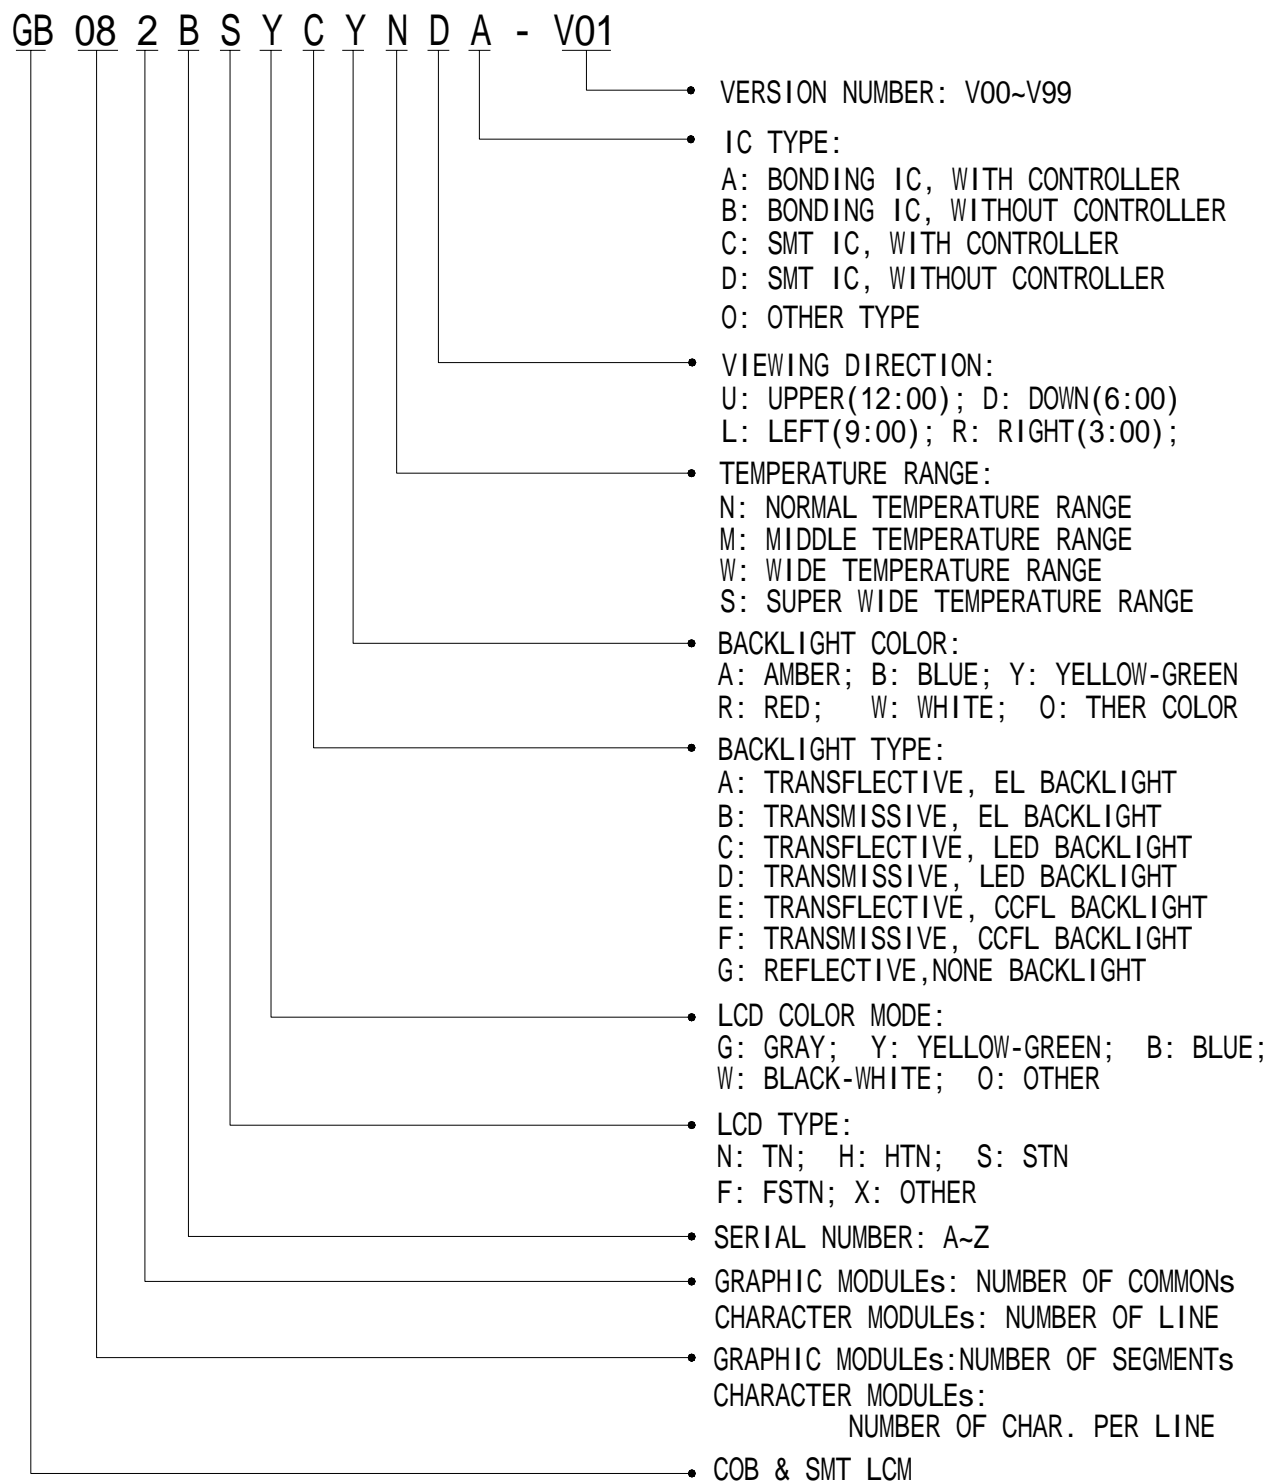 GB 08 2 B S Y C Y N D A - V01
VERSION NUMBER: V00~V99
IC TYPE:
A: BONDING IC, WITH CONTROLLER
B: BONDING IC, WITHOUT CONTROLLER
C: SMT IC, WITH CONTROLLER
D: SMT IC, WITHOUT CONTROLLER
O: OTHER TYPE
VIEWING DIRECTION:
U: UPPER(12:00); D: DOWN(6:00)
L: LEFT(9:00); R: RIGHT(3:00);
TEMPERATURE RANGE:
N: NORMAL TEMPERATURE RANGE
M: MIDDLE TEMPERATURE RANGE
W: WIDE TEMPERATURE RANGE
S: SUPER WIDE TEMPERATURE RANGE
BACKLIGHT COLOR:
A: AMBER; B: BLUE; Y: YELLOW-GREEN
R: RED; W: WHITE; O: THER COLOR
BACKLIGHT TYPE:
A: TRANSFLECTIVE, EL BACKLIGHT
B: TRANSMISSIVE, EL BACKLIGHT
C: TRANSFLECTIVE, LED BACKLIGHT
D: TRANSMISSIVE, LED BACKLIGHT
E: TRANSFLECTIVE, CCFL BACKLIGHT
F: TRANSMISSIVE, CCFL BACKLIGHT
G: REFLECTIVE,NONE BACKLIGHT
LCD COLOR MODE:
G: GRAY; Y: YELLOW-GREEN; B: BLUE;
W: BLACK-WHITE; O: OTHER
LCD TYPE:
N: TN; H: HTN; S: STN
F: FSTN; X: OTHER
SERIAL NUMBER: A~Z
GRAPHIC MODULEs: NUMBER OF COMMONs
CHARACTER MODULEs: NUMBER OF LINE
GRAPHIC MODULEs:NUMBER OF SEGMENTs
CHARACTER MODULEs:
NUMBER OF CHAR. PER LINE
COB & SMT LCM